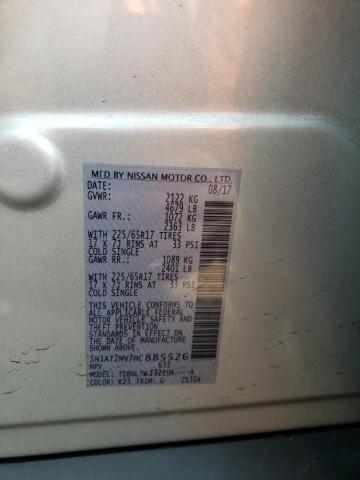 MFD BY NISSAN MOTOR CO., LTD.
DATE: 08/17
GVWR: 2122 KG
4679 LB
GAWR FR.: 1072 KG
2363 LB
WITH 225/65R17 TIRES
17 X 7J RIMS AT 33 PSI
COLD SINGLE
GAWR RR.: 1089 KG
2401 LB
WITH 225/65R17 TIRES
17 X 7J RIMS AT 33 PSI
COLD SINGLE
THIS VEHICLE CONFORMS TO
ALL APPLICABLE FEDERAL
MOTOR VEHICLE SAFETY
STANDARDS IN EFFECT ON
THE DATE OF MANUFACTURE
SHOWN ABOVE.
5N1AT2MV7HC885526
MPV 633
MODEL:
COLOR: K23 TRIM: G 2530A